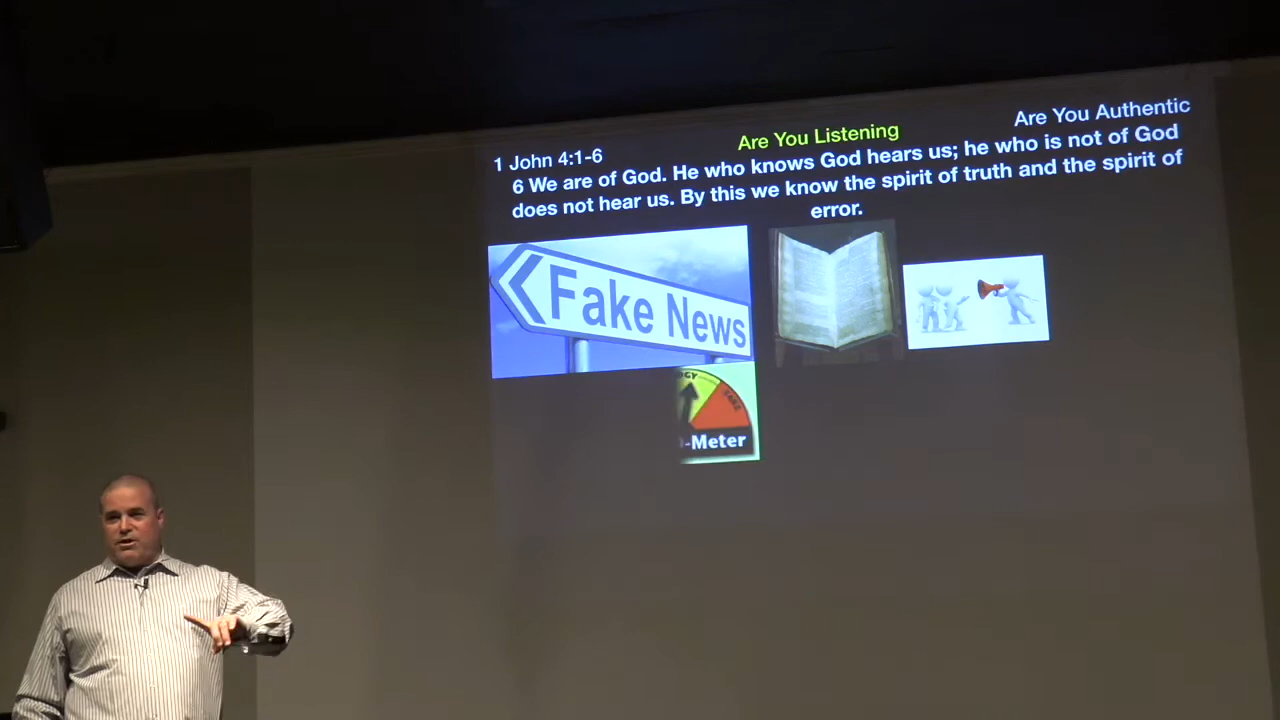 Are You Authentic
Are You Listening
1 John 4:1-6
6 We are of God. He who knows God hears us; he who is not of God
does not hear us. By this we know the spirit of truth and the spirit of
error.
Fake News
FAKE
-Meter